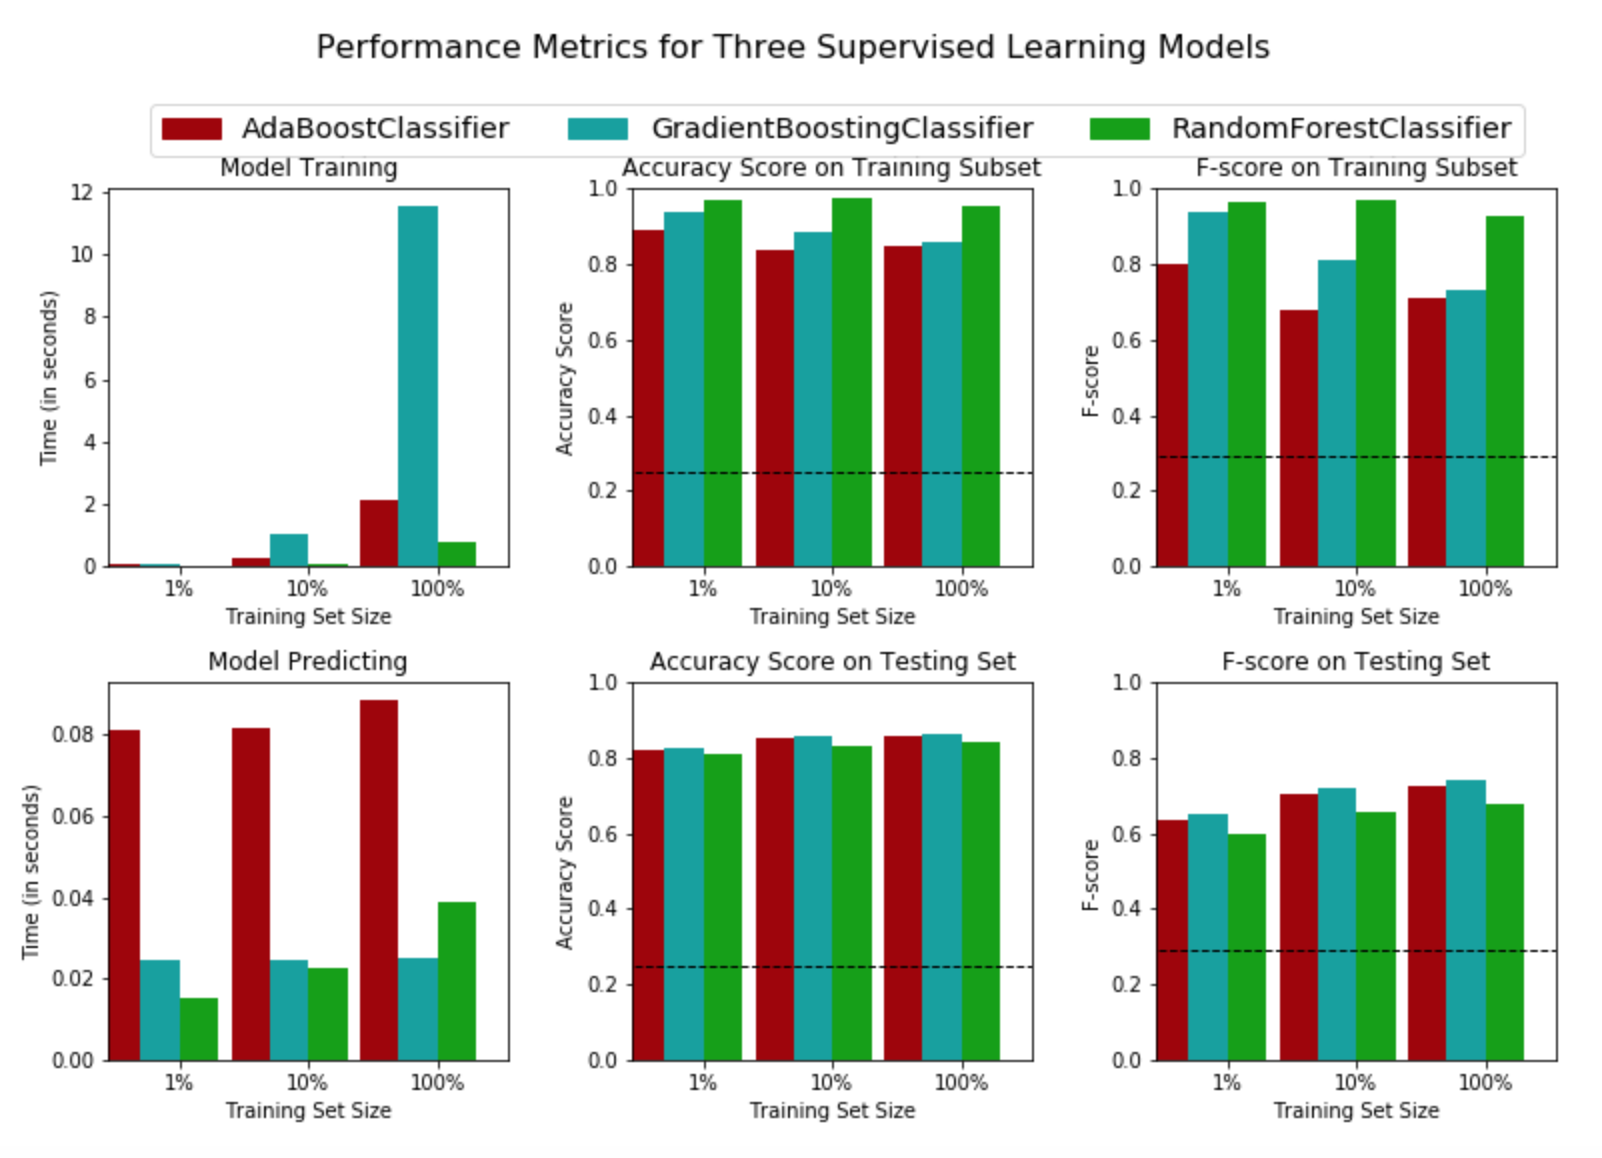 Performance Metrics for Three Supervised Learning Models
AdaBoostClassifier GradientBoostingClassifier RandomForestClassifier
Model Training
12
10
8
6
4
2
0
Time (in seconds)
1% 10% 100%
Training Set Size
Accuracy Score on Training Subset
1.0
0.8
0.6
0.4
0.2
0.0
Accuracy Score
1% 10% 100%
Training Set Size
F-score on Training Subset
1.0
0.8
0.6
0.4
0.2
0.0
F-score
1% 10% 100%
Training Set Size
Model Predicting
0.08
0.06
0.04
0.02
0.00
Time (in seconds)
1% 10% 100%
Training Set Size
Accuracy Score on Testing Set
1.0
0.8
0.6
0.4
0.2
0.0
Accuracy Score
1% 10% 100%
Training Set Size
F-score on Testing Set
1.0
0.8
0.6
0.4
0.2
0.0
F-score
1% 10% 100%
Training Set Size